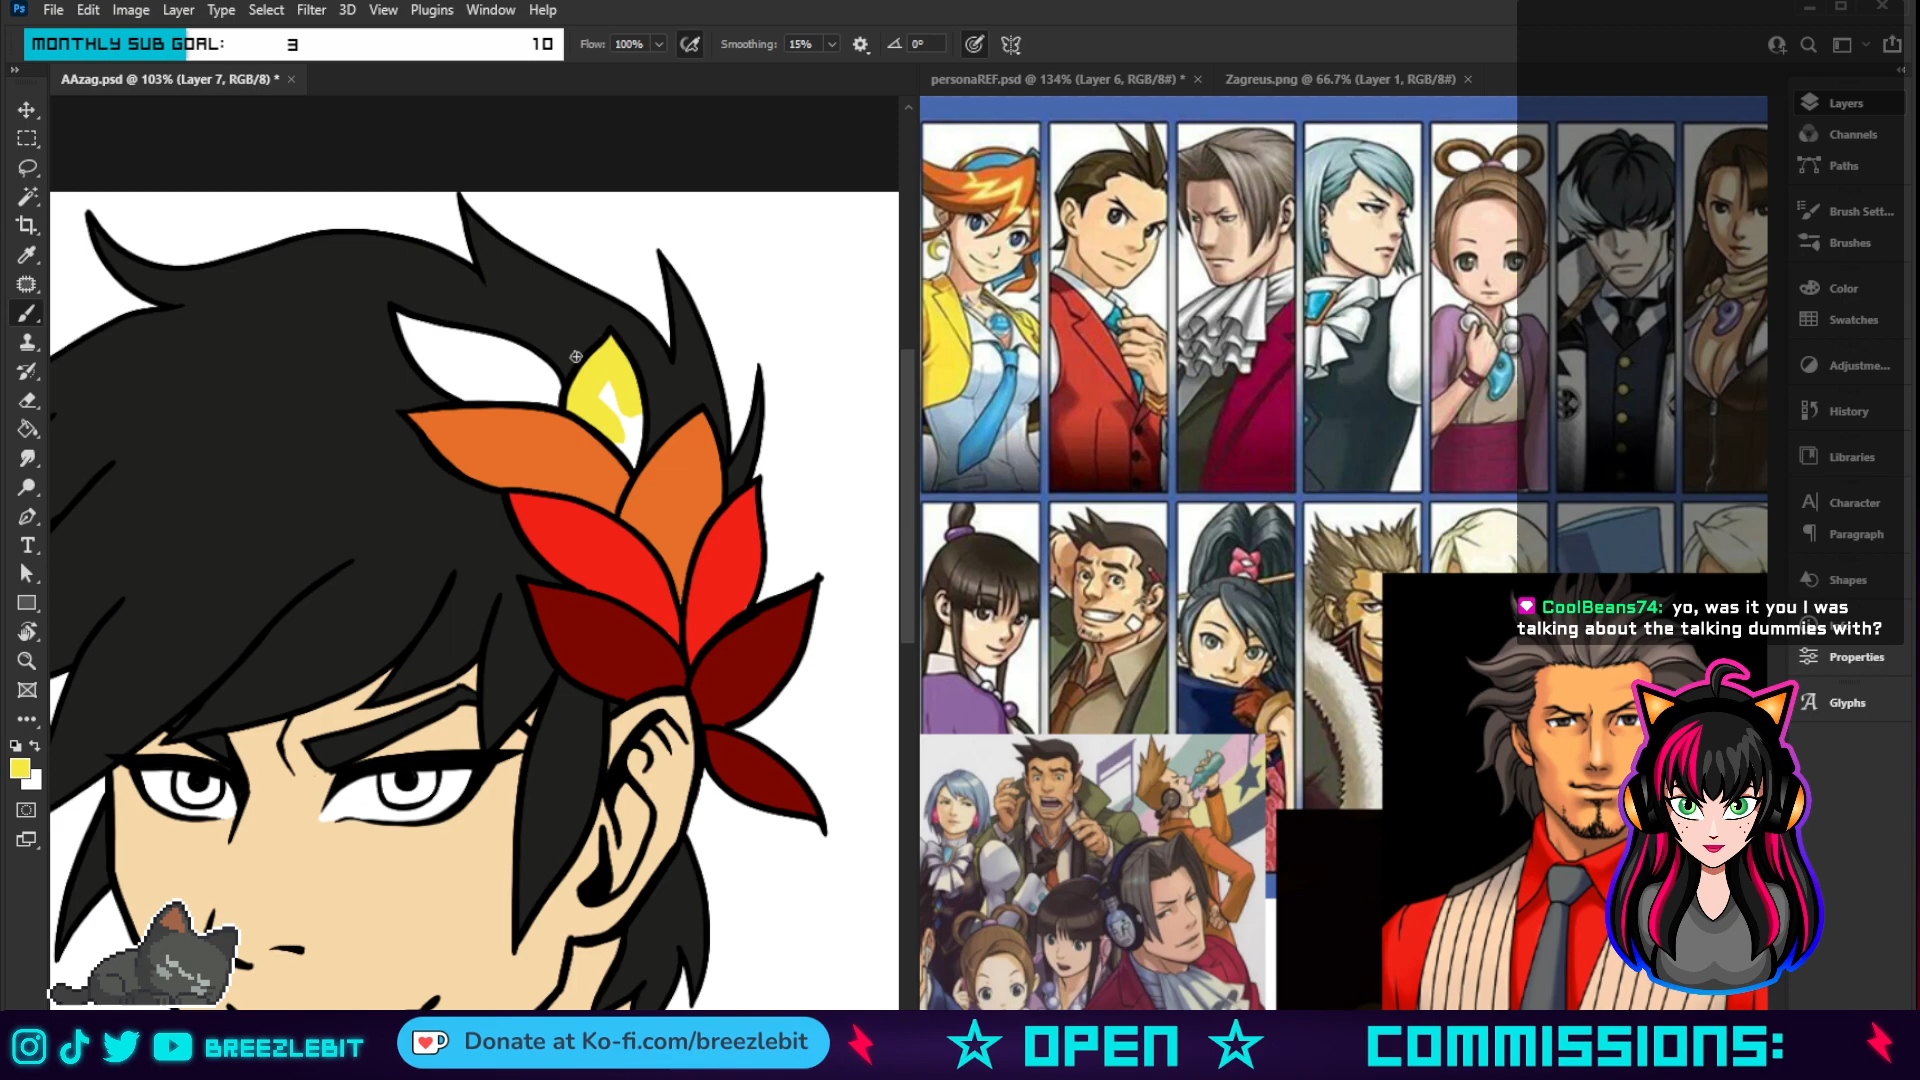 Ps File Edit Image Layer Type Select Filter 3D View Plugins Window Help
MONTHLY SUB GOAL: 3 10
Flow: 100% Smoothing: 15% 0°
AAzag.psd @ 103% (Layer 7, RGB/8) *
personaREF.psd @ 134% (Layer 6, RGB/8#) *
Zagreus.png @ 66.7% (Layer 1, RGB/8#)
Layers
Channels
Paths
Brush Sett...
Brushes
Color
Swatches
Adjustme...
History
Libraries
Character
Paragraph
Shapes
CoolBeans74: yo, was it you I was
talking about the talking dummies with?
Properties
Glyphs
BREEZLEBIT
Donate at Ko-fi.com/breezlebit
OPEN
COMMISSIONS: